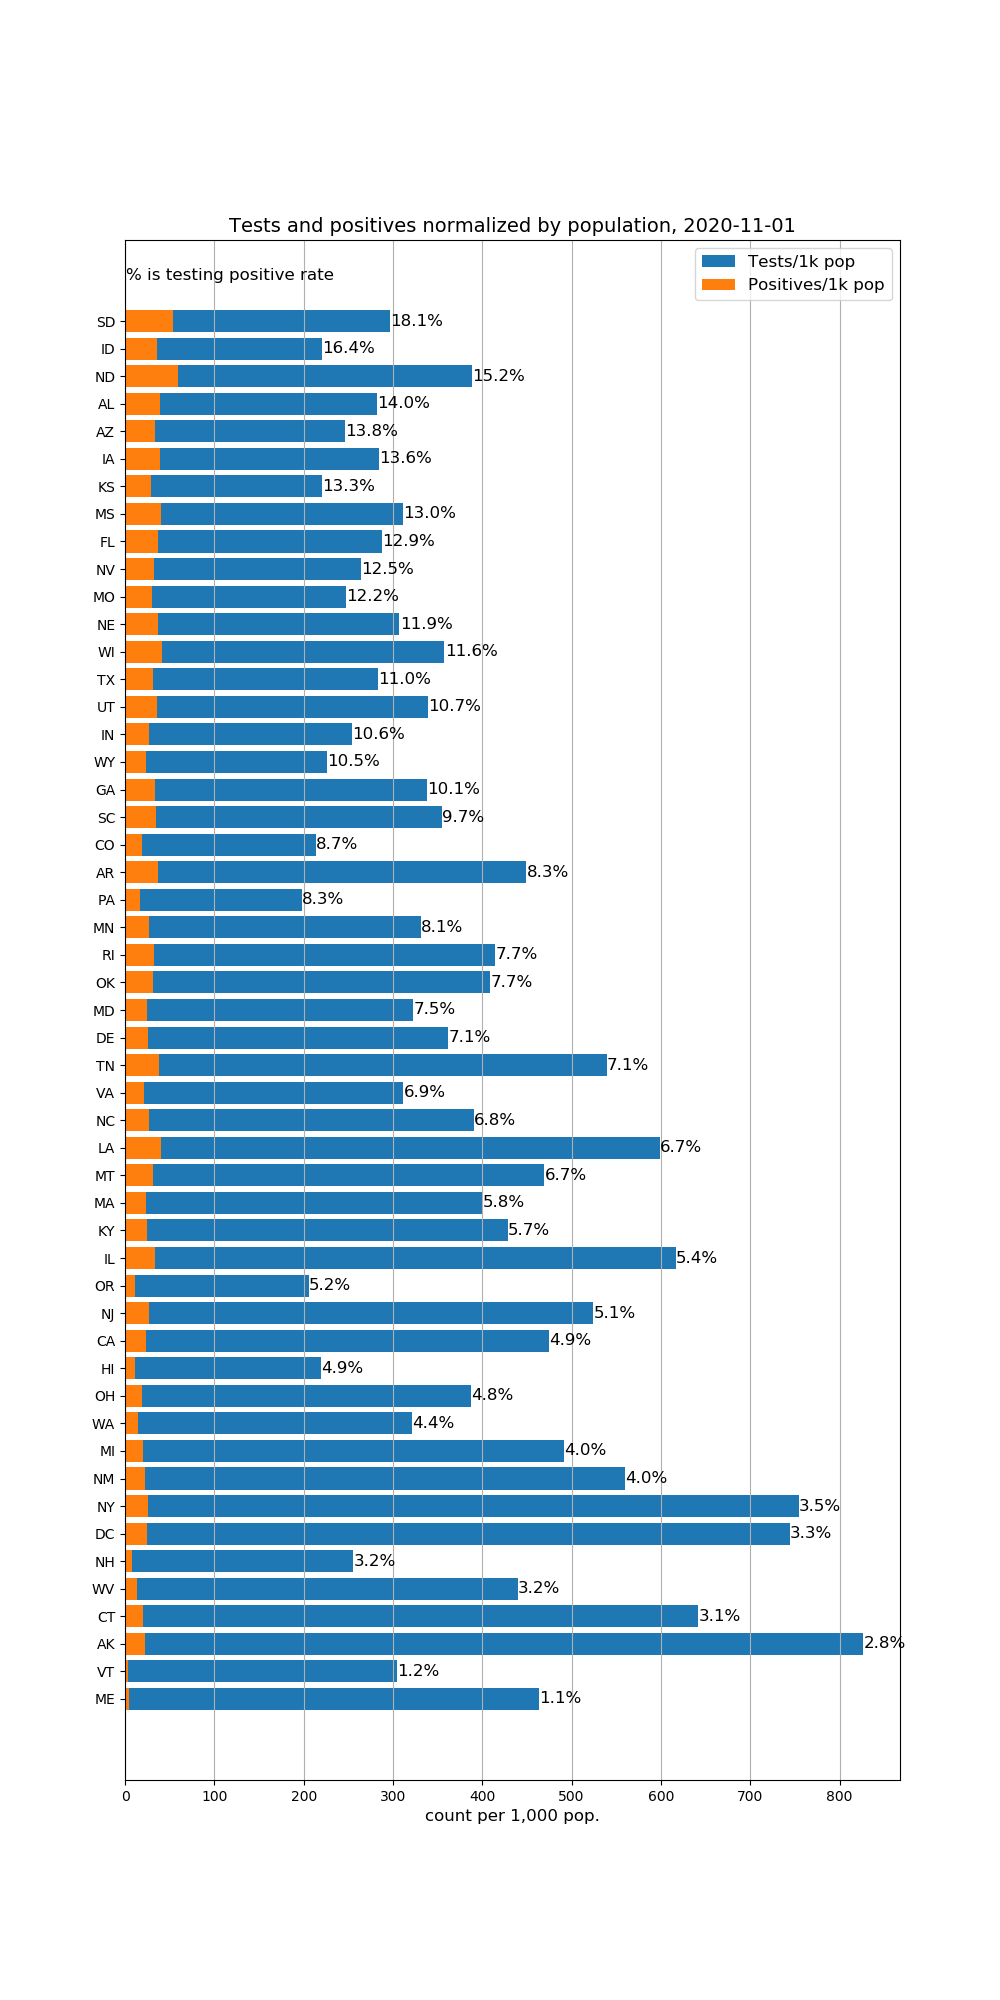 Tests and positives normalized by population, 2020-11-01
% is testing positive rate
Tests/1k pop
Positives/1k pop
SD 18.1%
ID 16.4%
ND 15.2%
AL 14.0%
AZ 13.8%
IA 13.6%
KS 13.3%
MS 13.0%
FL 12.9%
NV 12.5%
MO 12.2%
NE 11.9%
WI 11.6%
TX 11.0%
UT 10.7%
IN 10.6%
WY 10.5%
GA 10.1%
SC 9.7%
CO 8.7%
AR 8.3%
PA 8.3%
MN 8.1%
RI 7.7%
OK 7.7%
MD 7.5%
DE 7.1%
TN 7.1%
VA 6.9%
NC 6.8%
LA 6.7%
MT 6.7%
MA 5.8%
KY 5.7%
IL 5.4%
OR 5.2%
NJ 5.1%
CA 4.9%
HI 4.9%
OH 4.8%
WA 4.4%
MI 4.0%
NM 4.0%
NY 3.5%
DC 3.3%
NH 3.2%
WV 3.2%
CT 3.1%
AK 2.8%
VT 1.2%
ME 1.1%
0 100 200 300 400 500 600 700 800
count per 1,000 pop.